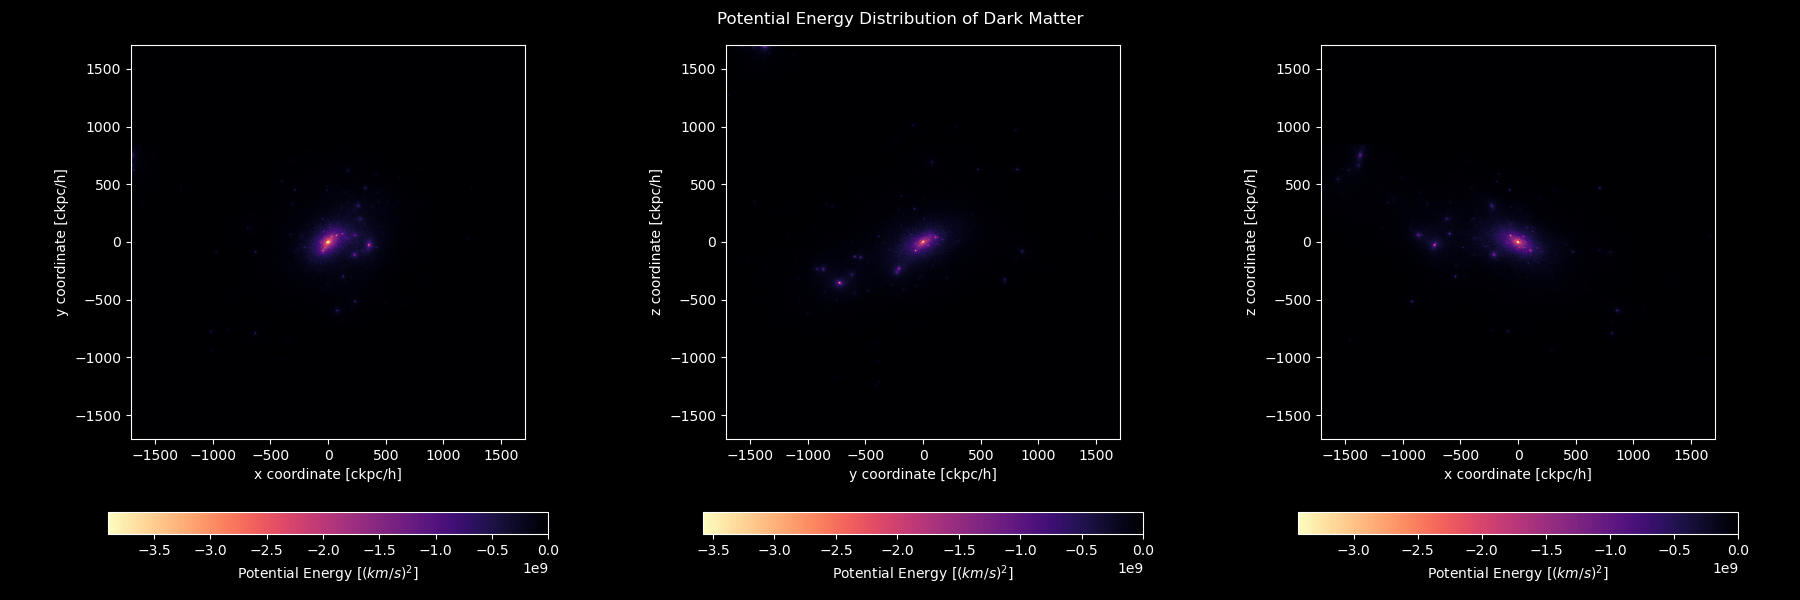 Potential Energy Distribution of Dark Matter
1500
1000
500
0
−500
−1000
−1500
y coordinate [ckpc/h]
−1500 −1000 −500 0 500 1000 1500
x coordinate [ckpc/h]
−3.5 −3.0 −2.5 −2.0 −1.5 −1.0 −0.5 0.0
1e9
Potential Energy [(km/s)²]
1500
1000
500
0
−500
−1000
−1500
z coordinate [ckpc/h]
−1500 −1000 −500 0 500 1000 1500
y coordinate [ckpc/h]
−3.5 −3.0 −2.5 −2.0 −1.5 −1.0 −0.5 0.0
1e9
Potential Energy [(km/s)²]
1500
1000
500
0
−500
−1000
−1500
z coordinate [ckpc/h]
−1500 −1000 −500 0 500 1000 1500
x coordinate [ckpc/h]
−3.0 −2.5 −2.0 −1.5 −1.0 −0.5 0.0
1e9
Potential Energy [(km/s)²]